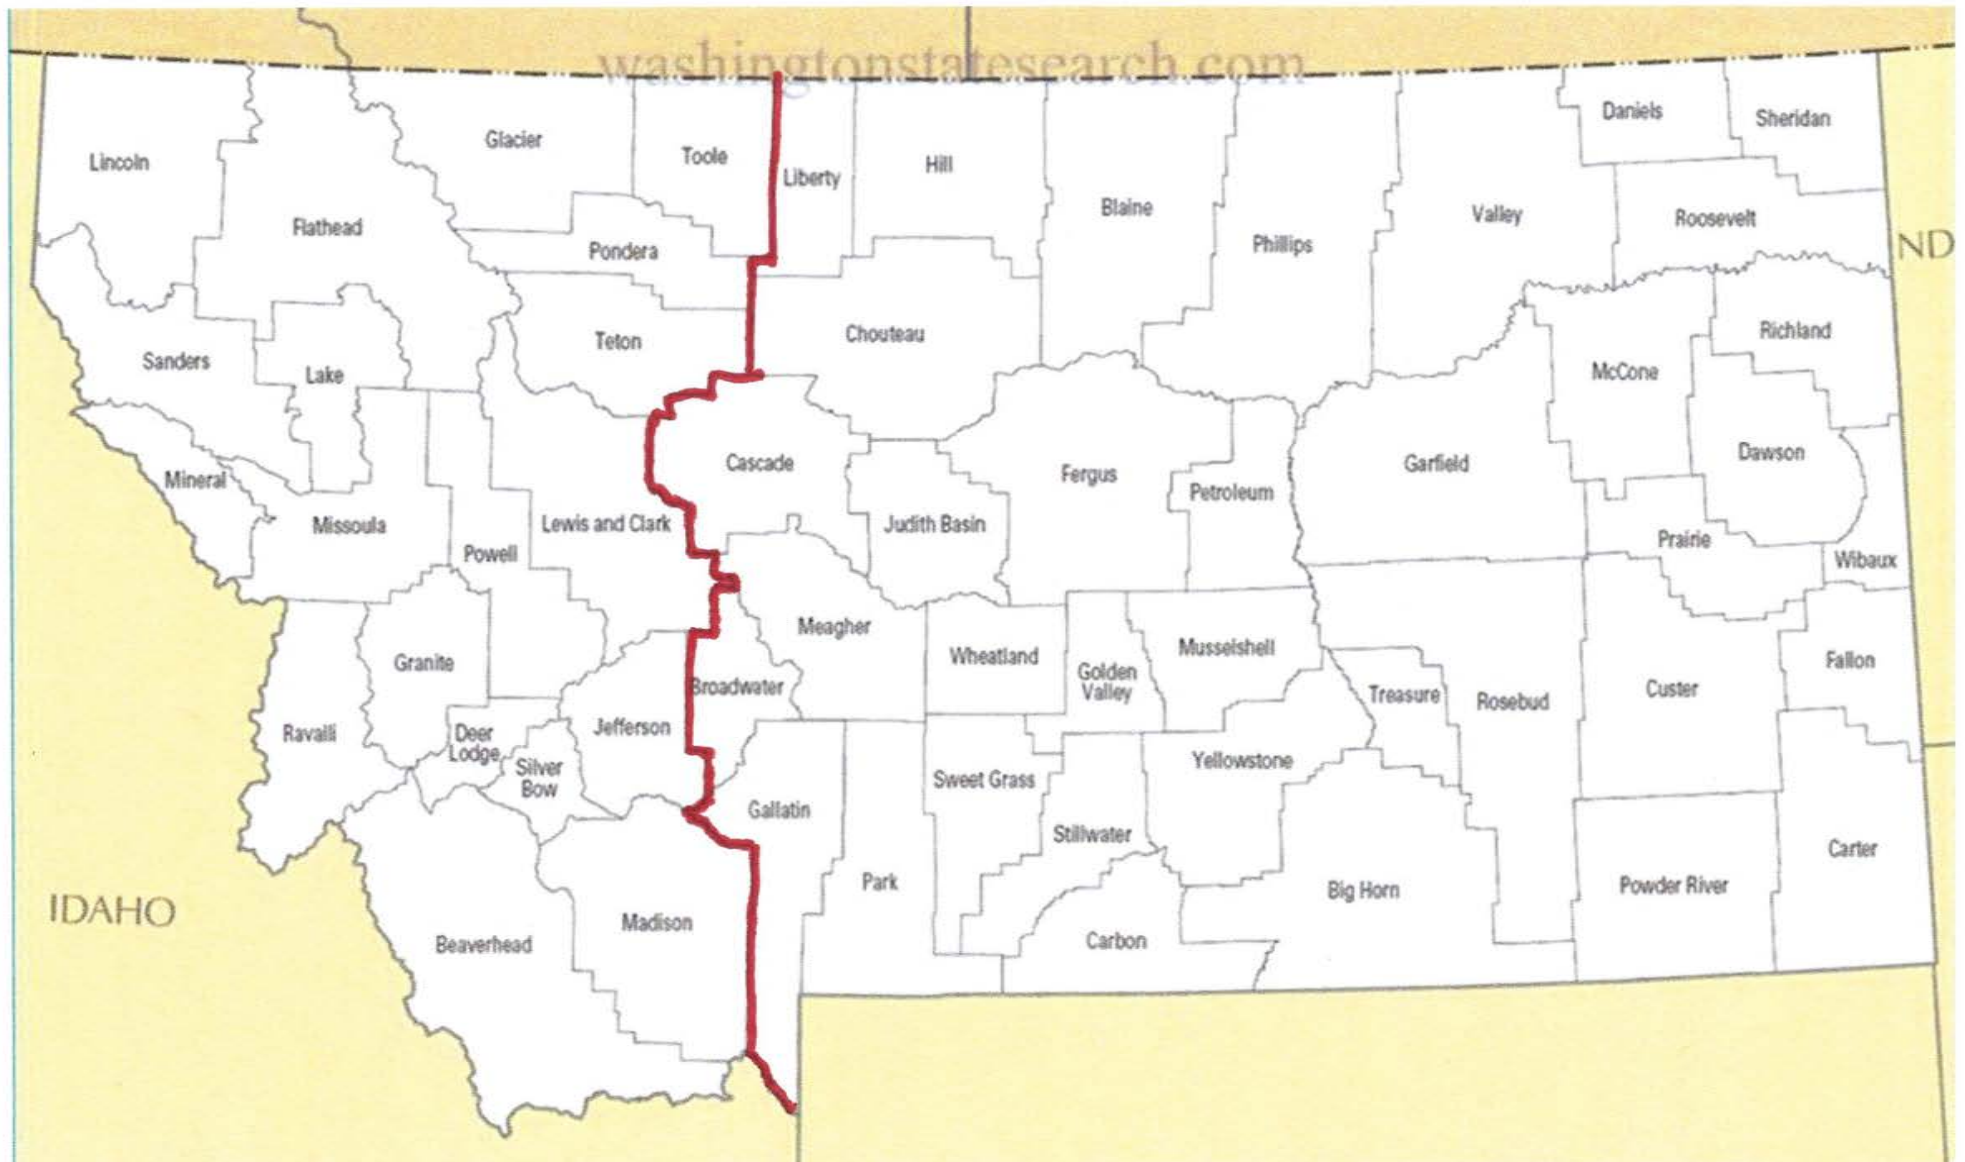 washingtonstatesearch.com
Lincoln
Flathead
Glacier
Toole
Liberty
Hill
Blaine
Phillips
Valley
Daniels
Sheridan
Roosevelt
ND
Pondera
Teton
Chouteau
Richland
McCone
Sanders
Lake
Mineral
Missoula
Powell
Lewis and Clark
Cascade
Judith Basin
Fergus
Petroleum
Garfield
Dawson
Prairie
Wibaux
Meagher
Wheatland
Golden
Valley
Musselshell
Treasure
Rosebud
Custer
Fallon
Granite
Ravalli
Deer
Lodge
Silver
Bow
Jefferson
Broadwater
Gallatin
Sweet Grass
Stillwater
Yellowstone
Park
Carbon
Big Horn
Powder River
Carter
IDAHO
Beaverhead
Madison